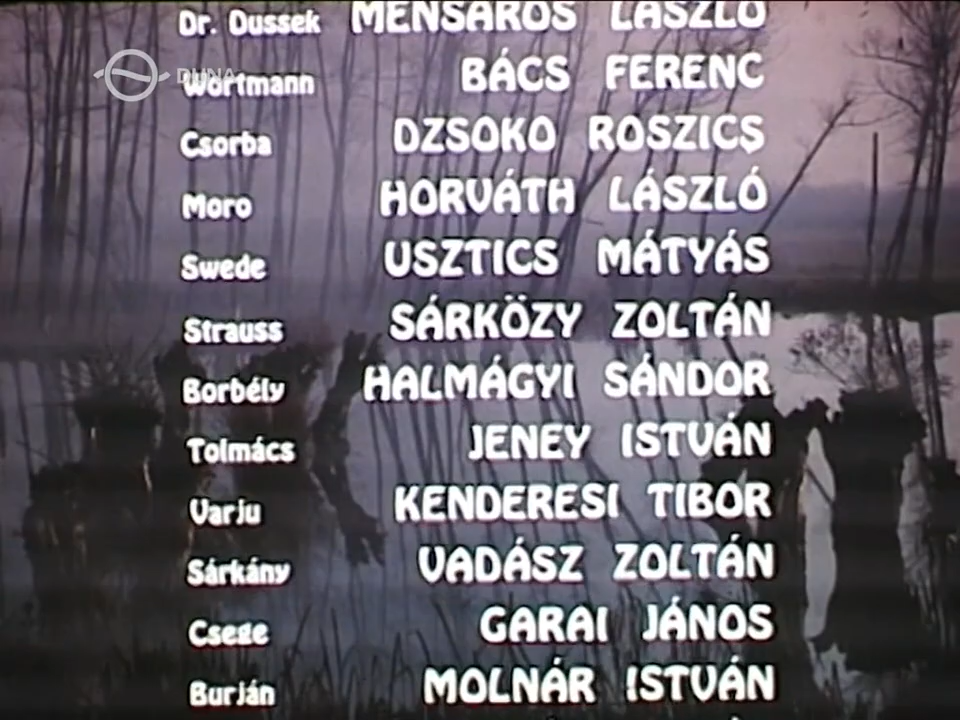 Dr. Dussek MENSÁROS LÁSZLÓ
DUNA
Wortmann BÁCS FERENC
Csorba DZSOKO ROSZICS
Moro HORVÁTH LÁSZLÓ
Swede USZTICS MÁTYÁS
Strauss SÁRKÖZY ZOLTÁN
Borbély HALMÁGYI SÁNDOR
Tolmács JENEY ISTVÁN
Varju KENDERESI TIBOR
Sárkány VADÁSZ ZOLTÁN
Csege GARAI JÁNOS
Burján MOLNÁR ISTVÁN